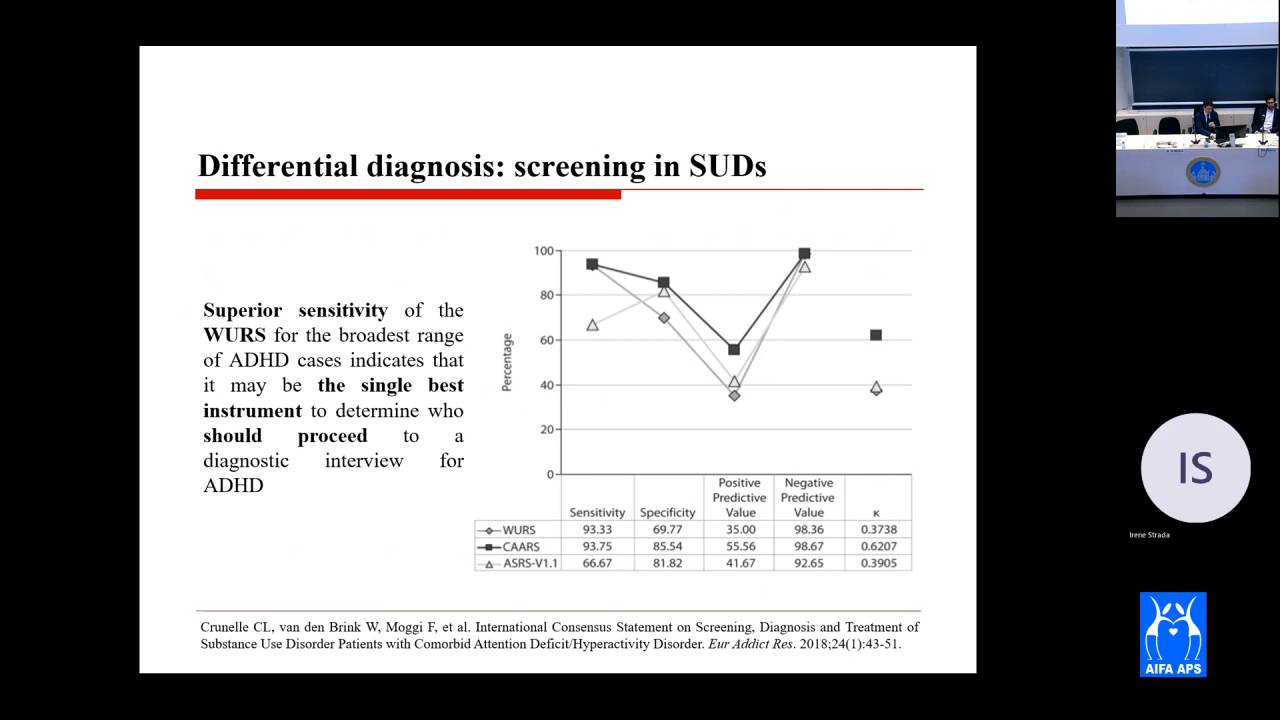 Differential diagnosis: screening in SUDs
Superior sensitivity of the
WURS for the broadest range
of ADHD cases indicates that
it may be the single best
instrument to determine who
should proceed to a
diagnostic interview for
ADHD
100
80
60
40
20
0
Percentage
Sensitivity Specificity Positive Predictive Value Negative Predictive Value κ
WURS 93.33 69.77 35.00 98.36 0.3738
CAARS 93.75 85.54 55.56 98.67 0.6207
ASRS-V1.1 66.67 81.82 41.67 92.65 0.3905
Crunelle CL, van den Brink W, Moggi F, et al. International Consensus Statement on Screening, Diagnosis and Treatment of
Substance Use Disorder Patients with Comorbid Attention Deficit/Hyperactivity Disorder. Eur Addict Res. 2018;24(1):43-51.
IS
Irene Strada
AIFA APS